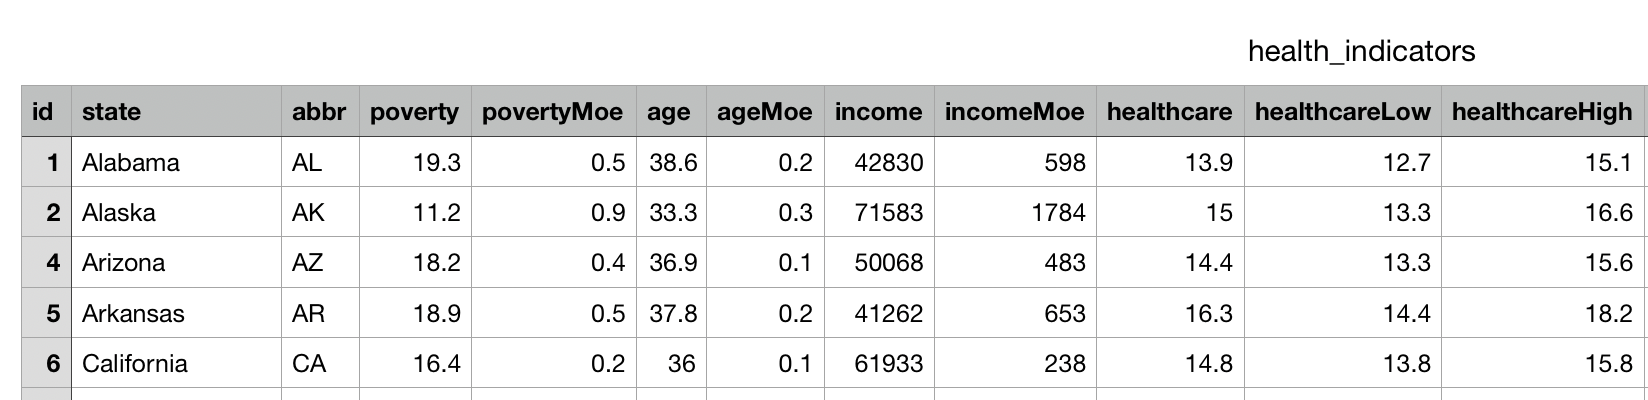 health_indicators
id state abbr poverty povertyMoe age ageMoe income incomeMoe healthcare healthcareLow healthcareHigh
1 Alabama AL 19.3 0.5 38.6 0.2 42830 598 13.9 12.7 15.1
2 Alaska AK 11.2 0.9 33.3 0.3 71583 1784 15 13.3 16.6
4 Arizona AZ 18.2 0.4 36.9 0.1 50068 483 14.4 13.3 15.6
5 Arkansas AR 18.9 0.5 37.8 0.2 41262 653 16.3 14.4 18.2
6 California CA 16.4 0.2 36 0.1 61933 238 14.8 13.8 15.8